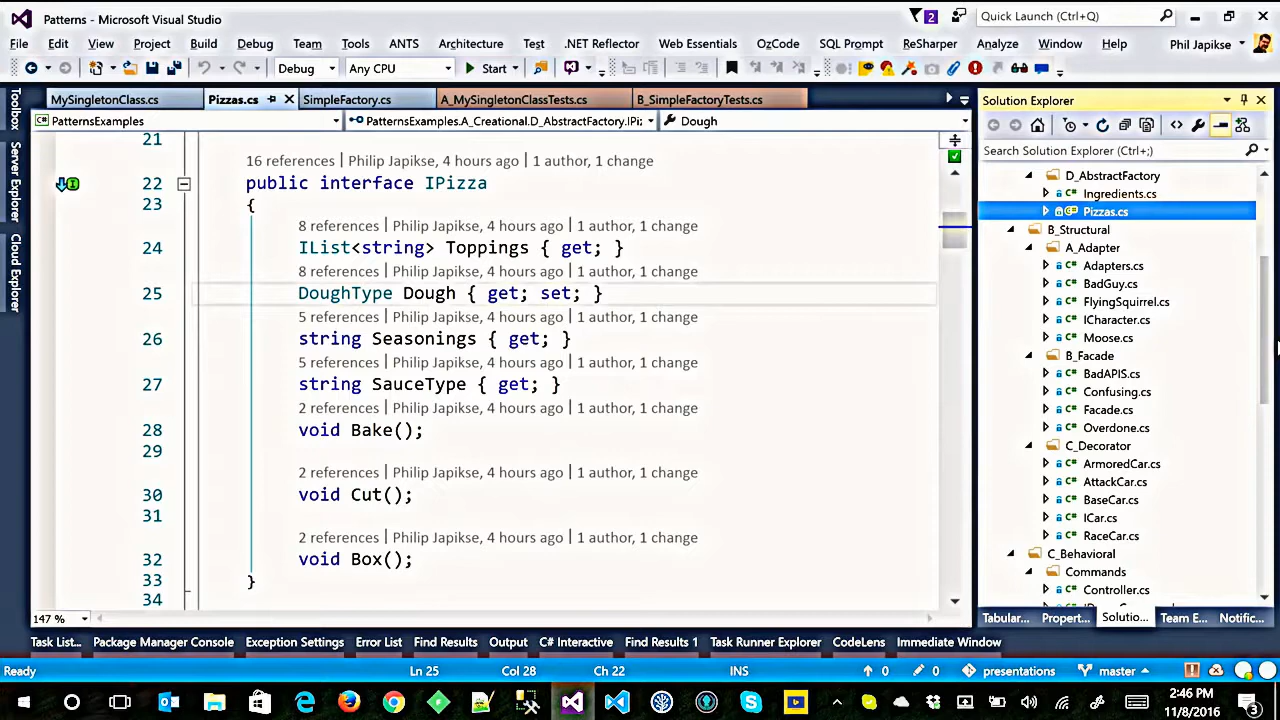 Patterns - Microsoft Visual Studio
2
Quick Launch (Ctrl+Q)
File Edit View Project Build Debug Team Tools ANTS Architecture Test .NET Reflector Web Essentials OzCode SQL Prompt ReSharper Analyze Window Help Phil Japikse
Debug Any CPU Start
Toolbox
Server Explorer
Cloud Explorer
MySingletonClass.cs Pizzas.cs SimpleFactory.cs A_MySingletonClassTests.cs B_SimpleFactoryTests.cs
PatternsExamples PatternsExamples.A_Creational.D_AbstractFactory.IPiz Dough
21
16 references | Philip Japikse, 4 hours ago | 1 author, 1 change
22 public interface IPizza
23 {
8 references | Philip Japikse, 4 hours ago | 1 author, 1 change
24 IList<string> Toppings { get; }
8 references | Philip Japikse, 4 hours ago | 1 author, 1 change
25 DoughType Dough { get; set; }
5 references | Philip Japikse, 4 hours ago | 1 author, 1 change
26 string Seasonings { get; }
5 references | Philip Japikse, 4 hours ago | 1 author, 1 change
27 string SauceType { get; }
2 references | Philip Japikse, 4 hours ago | 1 author, 1 change
28 void Bake();
29
2 references | Philip Japikse, 4 hours ago | 1 author, 1 change
30 void Cut();
31
2 references | Philip Japikse, 4 hours ago | 1 author, 1 change
32 void Box();
33 }
34
147 %
Solution Explorer
Search Solution Explorer (Ctrl+;)
D_AbstractFactory
C# Ingredients.cs
C# Pizzas.cs
B_Structural
A_Adapter
C# Adapters.cs
C# BadGuy.cs
C# FlyingSquirrel.cs
C# ICharacter.cs
C# Moose.cs
B_Facade
C# BadAPIS.cs
C# Confusing.cs
C# Facade.cs
C# Overdone.cs
C_Decorator
C# ArmoredCar.cs
C# AttackCar.cs
C# BaseCar.cs
C# ICar.cs
C# RaceCar.cs
C_Behavioral
Commands
C# Controller.cs
Tabular... Propert... Solutio... Team E... Notific...
Task List... Package Manager Console Exception Settings Error List Find Results Output C# Interactive Find Results 1 Task Runner Explorer CodeLens Immediate Window
Ready Ln 25 Col 28 Ch 22 INS 0 0 presentations master
2:46 PM
11/8/2016
3